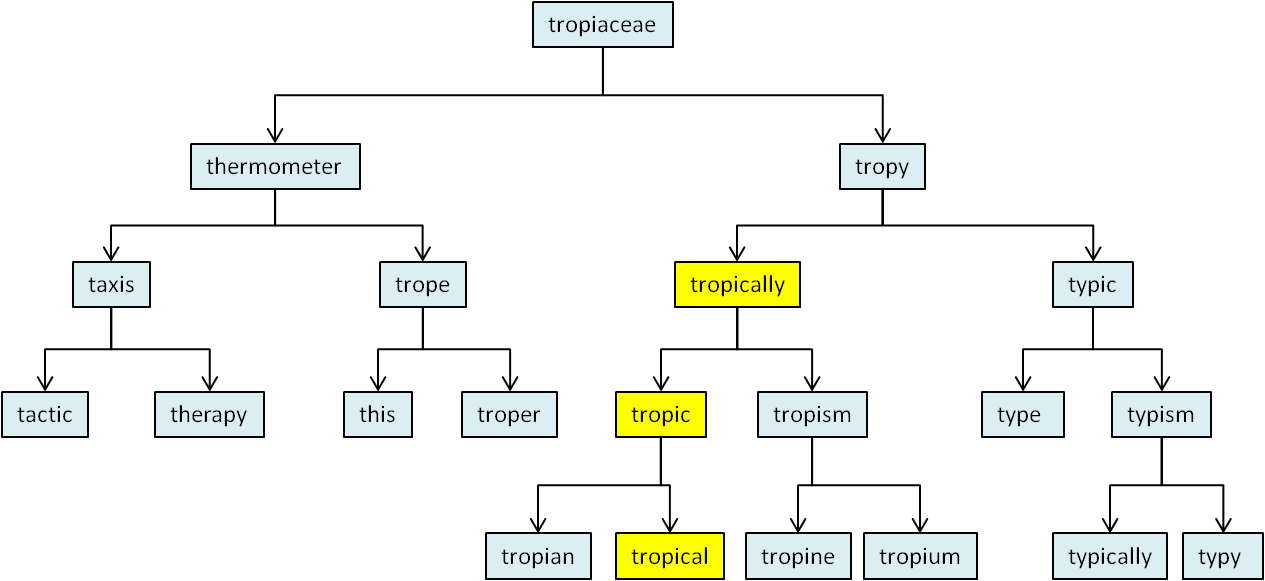 tropiaceae
thermometer
tropy
taxis
trope
tropically
typic
tactic
therapy
this
troper
tropic
tropism
type
typism
tropian
tropical
tropine
tropium
typically
typy